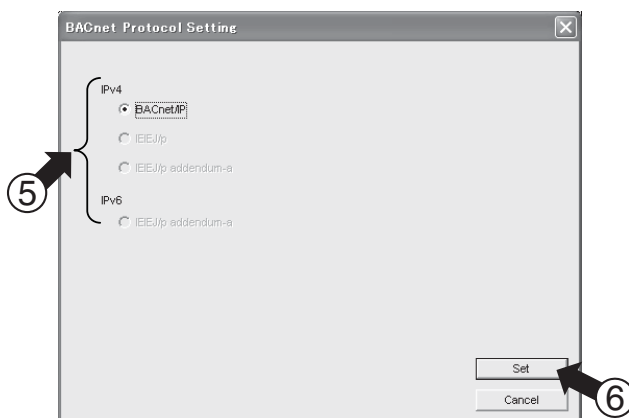 BACnet Protocol Setting
IPv4
BACnet/IP
IEIEJ/p
IEIEJ/p addendum-a
⑤
IPv6
IEIEJ/p addendum-a
Set
⑥
Cancel